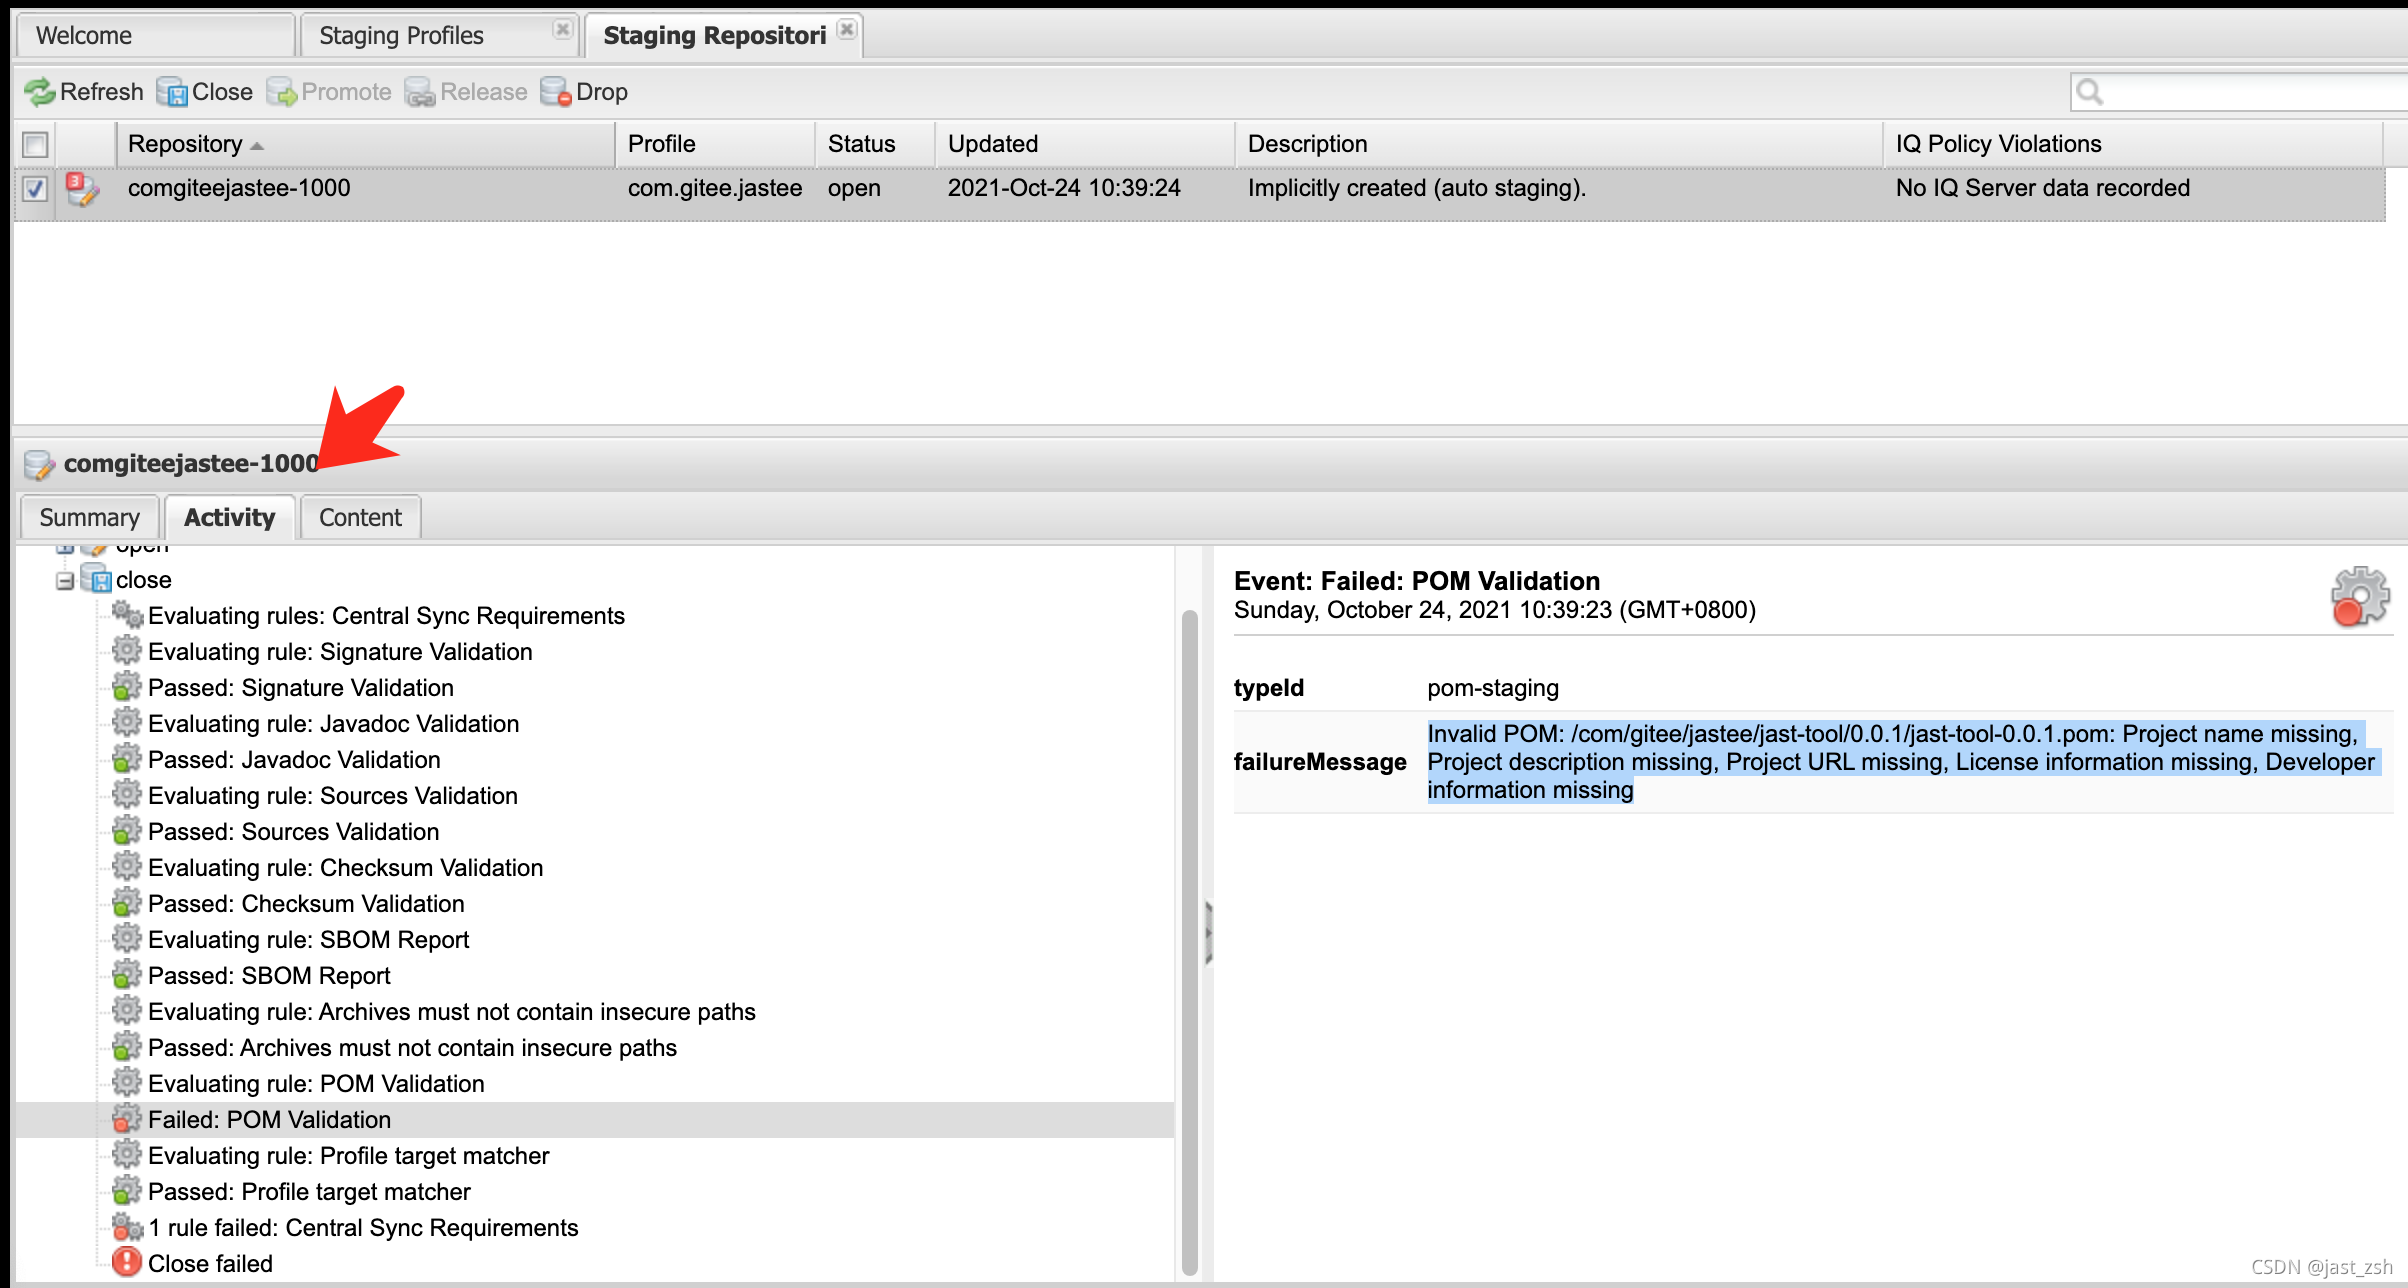 Welcome
Staging Profiles
Staging Repositori
Refresh Close Promote Release Drop
Repository Profile Status Updated Description IQ Policy Violations
3 comgiteejastee-1000 com.gitee.jastee open 2021-Oct-24 10:39:24 Implicitly created (auto staging). No IQ Server data recorded
comgiteejastee-1000
Summary Activity Content
open
close
Evaluating rules: Central Sync Requirements
Evaluating rule: Signature Validation
Passed: Signature Validation
Evaluating rule: Javadoc Validation
Passed: Javadoc Validation
Evaluating rule: Sources Validation
Passed: Sources Validation
Evaluating rule: Checksum Validation
Passed: Checksum Validation
Evaluating rule: SBOM Report
Passed: SBOM Report
Evaluating rule: Archives must not contain insecure paths
Passed: Archives must not contain insecure paths
Evaluating rule: POM Validation
Failed: POM Validation
Evaluating rule: Profile target matcher
Passed: Profile target matcher
1 rule failed: Central Sync Requirements
Close failed
Event: Failed: POM Validation
Sunday, October 24, 2021 10:39:23 (GMT+0800)
typeId pom-staging
failureMessage
Invalid POM: /com/gitee/jastee/jast-tool/0.0.1/jast-tool-0.0.1.pom: Project name missing,
Project description missing, Project URL missing, License information missing, Developer
information missing
CSDN @jast_zsh